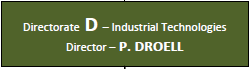 Directorate D – Industrial Technologies
Director – P. DROELL